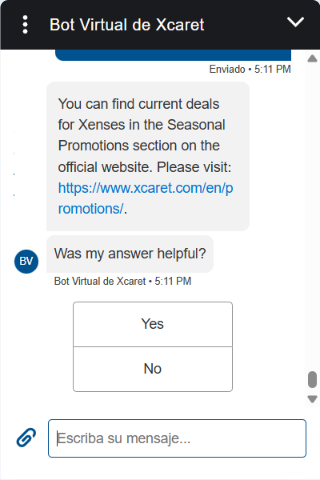 Bot Virtual de Xcaret
Enviado • 5:11 PM
You can find current deals
for Xenses in the Seasonal
Promotions section on the
official website. Please visit:
https://www.xcaret.com/en/p
romotions/.
Was my answer helpful?
BV
Bot Virtual de Xcaret • 5:11 PM
Yes
No
Escriba su mensaje...